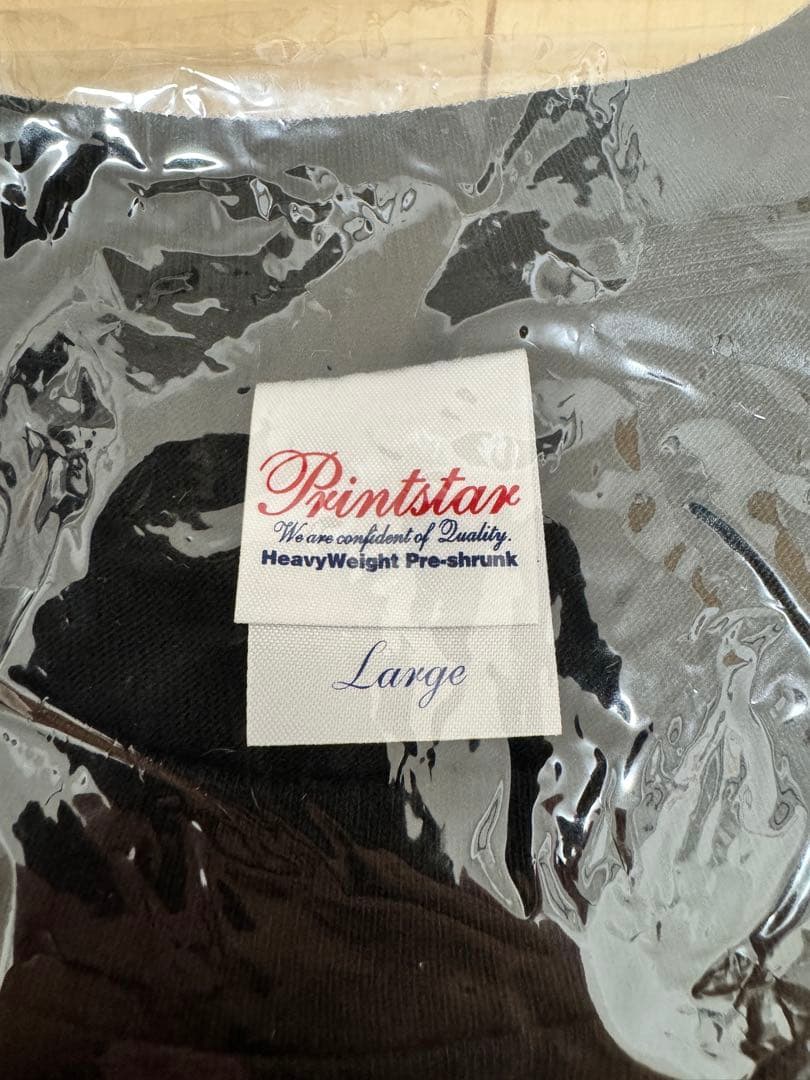 Printstar
We are confident of Quality.
HeavyWeight Pre-shrunk
Large